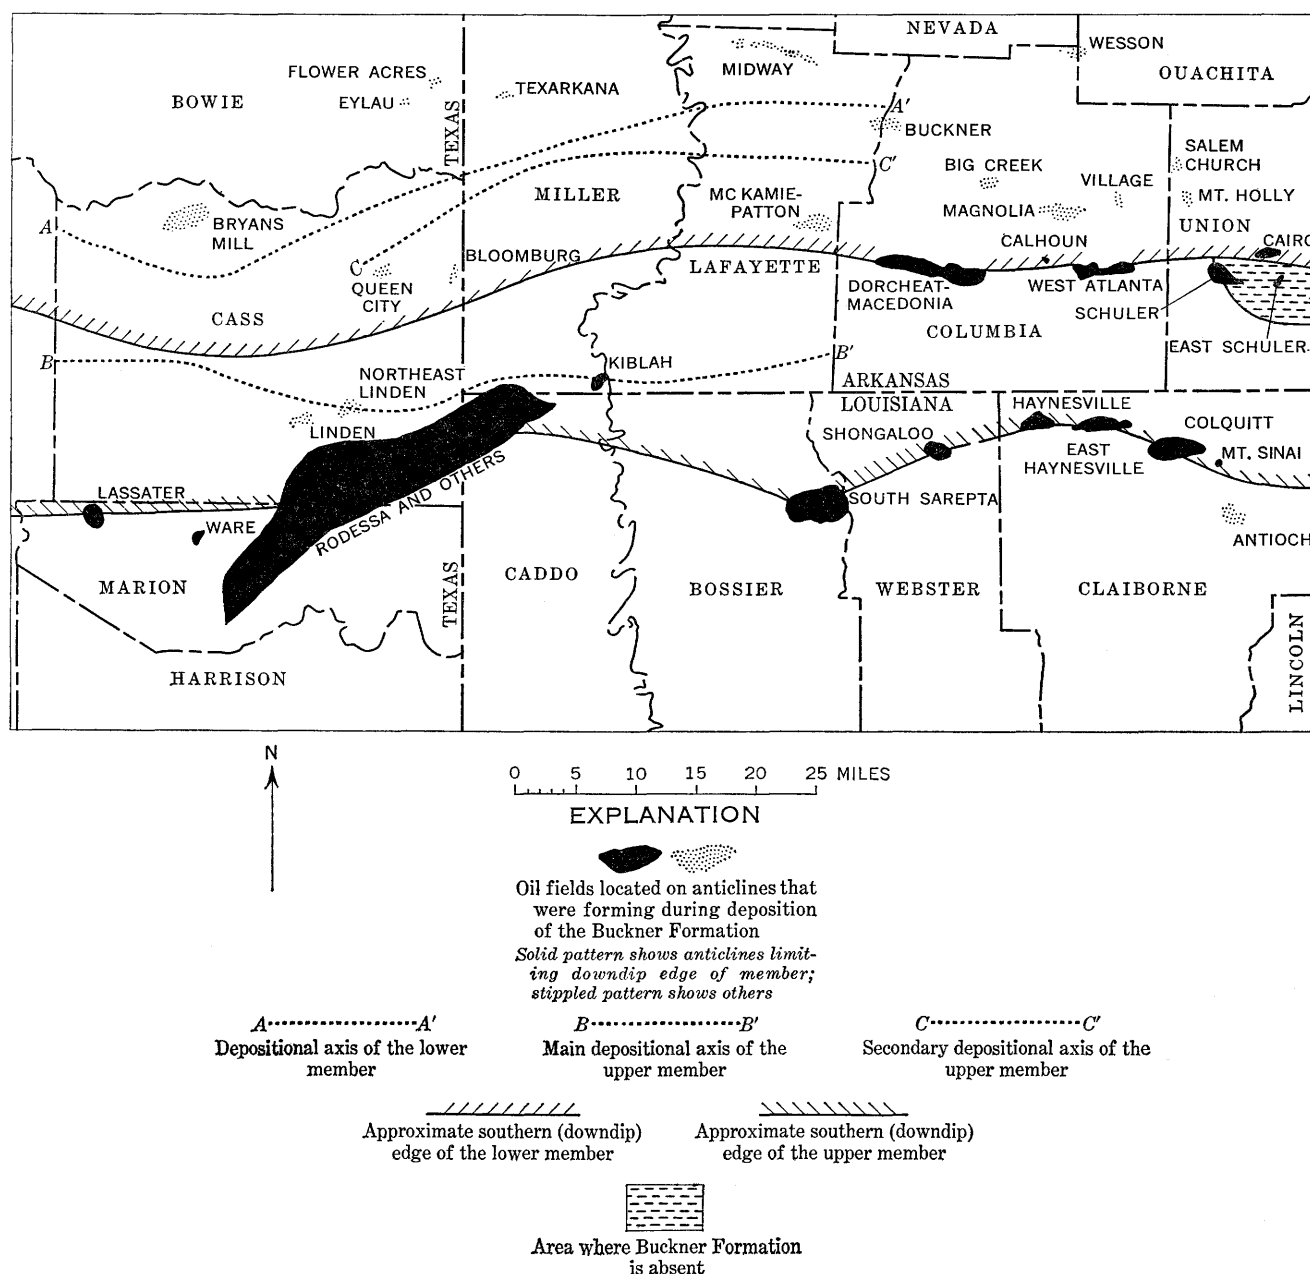 NEVADA
WESSON
OUACHITA
MIDWAY
FLOWER ACRES
EYLAU
BOWIE
TEXARKANA
TEXAS
A'
BUCKNER
C'
SALEM
CHURCH
BIG CREEK
VILLAGE
MT. HOLLY
MILLER
MC KAMIE-
PATTON
MAGNOLIA
UNION
A
BRYANS
MILL
CALHOUN
CAIRO
BLOOMBURG
C
LAFAYETTE
QUEEN
CITY
DORCHEAT-
MACEDONIA
WEST ATLANTA
SCHULER
CASS
COLUMBIA
EAST SCHULER
B
B'
KIBLAH
NORTHEAST
LINDEN
ARKANSAS
LOUISIANA
HAYNESVILLE
COLQUITT
LINDEN
SHONGALOO
EAST
HAYNESVILLE
MT. SINAI
RODESSA AND OTHERS
LASSATER
SOUTH SAREPTA
WARE
ANTIOCH
MARION
TEXAS
CADDO
BOSSIER
WEBSTER
CLAIBORNE
LINCOLN
HARRISON
N
0 5 10 15 20 25 MILES
EXPLANATION
Oil fields located on anticlines that
were forming during deposition
of the Buckner Formation
Solid pattern shows anticlines limit-
ing downdip edge of member;
stippled pattern shows others
A A' B B' C C'
Depositional axis of the lower
member
Main depositional axis of the
upper member
Secondary depositional axis of the
upper member
Approximate southern (downdip)
edge of the lower member
Approximate southern (downdip)
edge of the upper member
Area where Buckner Formation
is absent